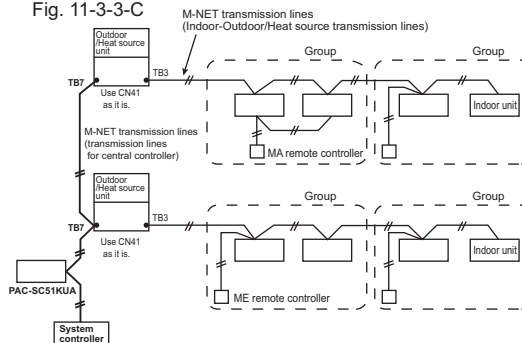 Fig. 11-3-3-C
M-NET transmission lines
(Indoor-Outdoor/Heat source transmission lines)
Outdoor
/Heat source
unit
Group
Group
TB7
TB3
Use CN41
as it is.
Indoor unit
M-NET transmission lines
(transmission lines
for central controller)
MA remote controller
Outdoor
/Heat source
unit
Group
Group
TB7
TB3
Use CN41
as it is.
Indoor unit
PAC-SC51KUA
ME remote controller
System
controller